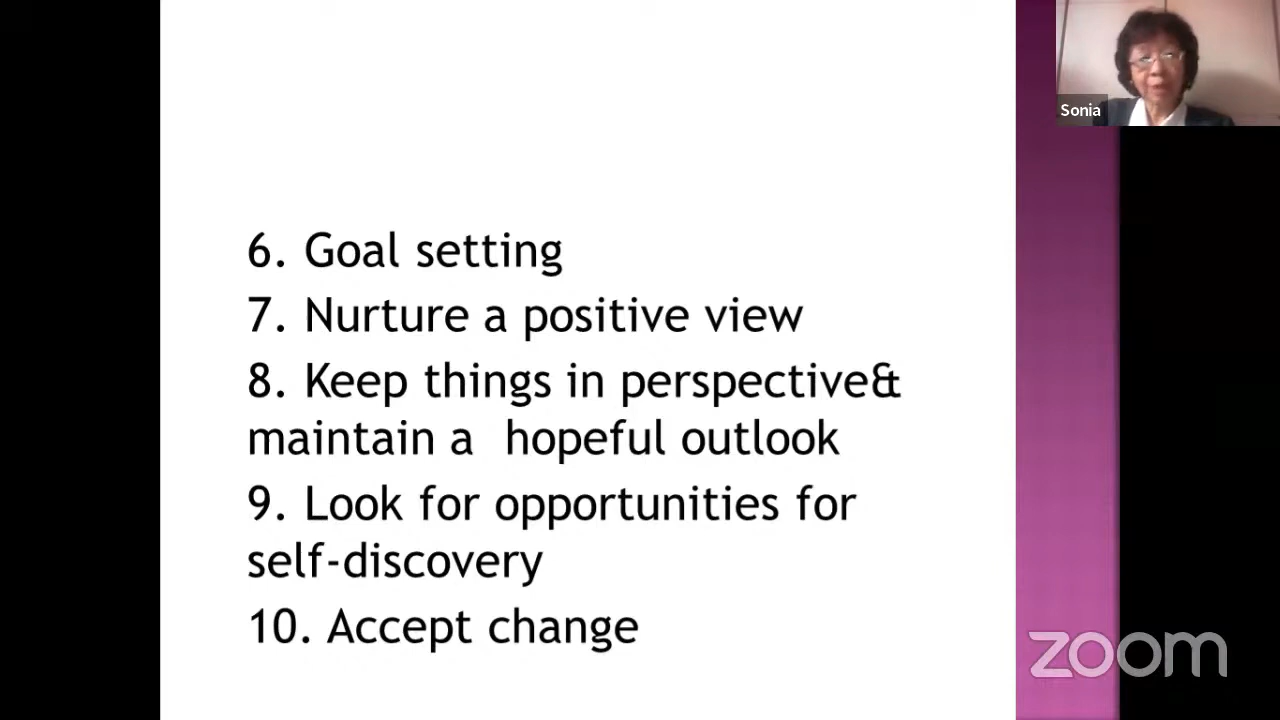 Sonia
6. Goal setting
7. Nurture a positive view
8. Keep things in perspective&
maintain a hopeful outlook
9. Look for opportunities for
self-discovery
10. Accept change
zoom